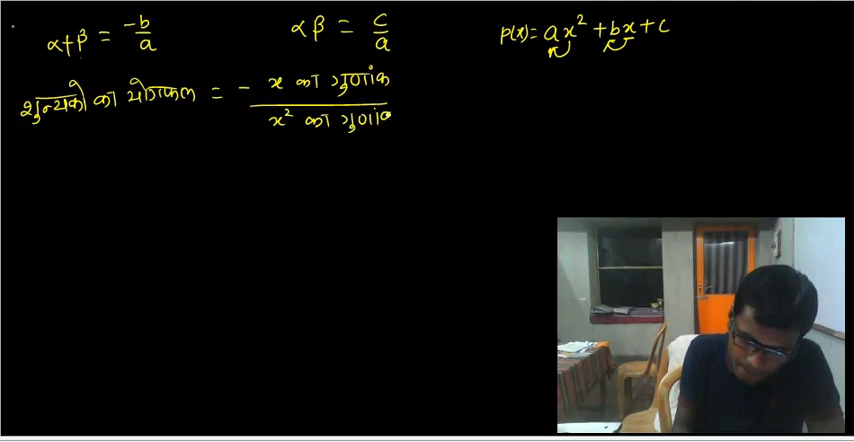 α+β = -b/a    αβ = c/a    p(x)= ax² + bx + c
शून्यको का योगफल = - x का गुणांक / x² का गुणांक